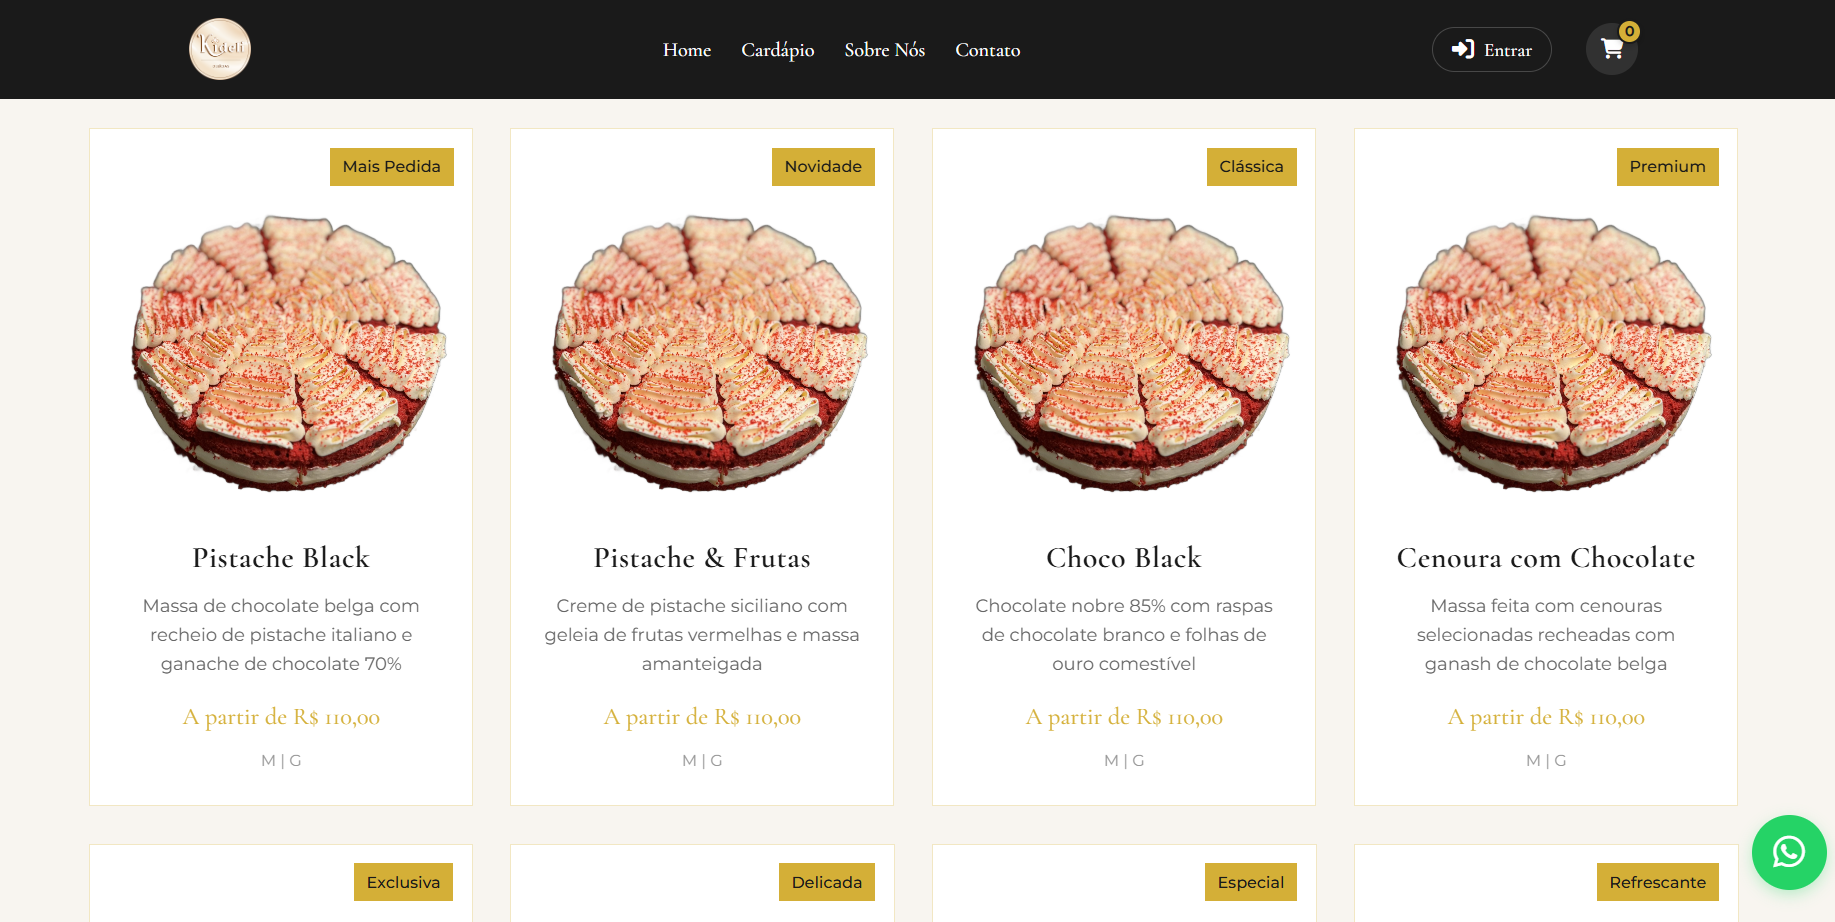 Kideli
Home
Cardápio
Sobre Nós
Contato
Entrar
0
Mais Pedida
Novidade
Clássica
Premium
Pistache Black
Massa de chocolate belga com
recheio de pistache italiano e
ganache de chocolate 70%
A partir de R$ 110,00
M | G
Pistache & Frutas
Creme de pistache siciliano com
geleia de frutas vermelhas e massa
amanteigada
A partir de R$ 110,00
M | G
Choco Black
Chocolate nobre 85% com raspas
de chocolate branco e folhas de
ouro comestível
A partir de R$ 110,00
M | G
Cenoura com Chocolate
Massa feita com cenouras
selecionadas recheadas com
ganash de chocolate belga
A partir de R$ 110,00
M | G
Exclusiva
Delicada
Especial
Refrescante